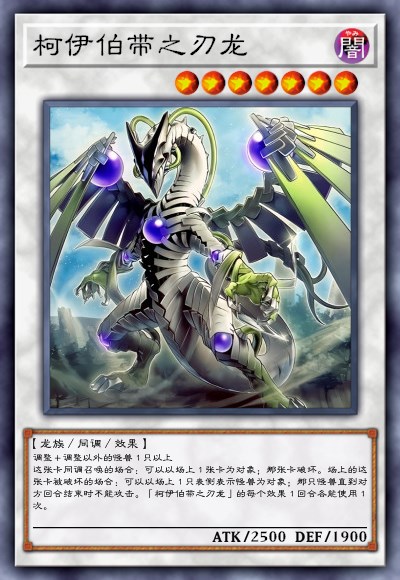 柯伊伯带之刃龙
やみ
闇
【龙族／同调／效果】
调整＋调整以外的怪兽1只以上
这张卡同调召唤的场合；可以以场上1张卡为对象；那张卡破坏。场上的这
张卡被破坏的场合；可以以场上1只表侧表示怪兽为对象；那只怪兽直到对
方回合结束时不能攻击。「柯伊伯带之刃龙」的每个效果1回合各能使用1
次。
ATK/2500 DEF/1900